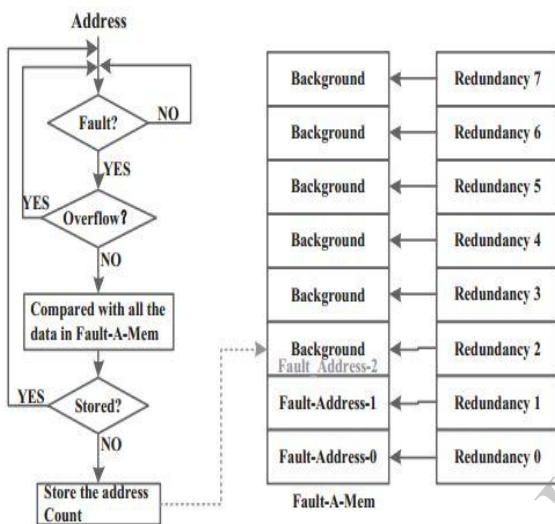 Address
Fault?
NO
YES
YES
Overflow?
NO
Compared with all the
data in Fault-A-Mem
YES
Stored?
NO
Store the address
Count
Background
Redundancy 7
Background
Redundancy 6
Background
Redundancy 5
Background
Redundancy 4
Background
Redundancy 3
Background
Fault_Address-2
Redundancy 2
Fault-Address-1
Redundancy 1
Fault-Address-0
Redundancy 0
Fault-A-Mem